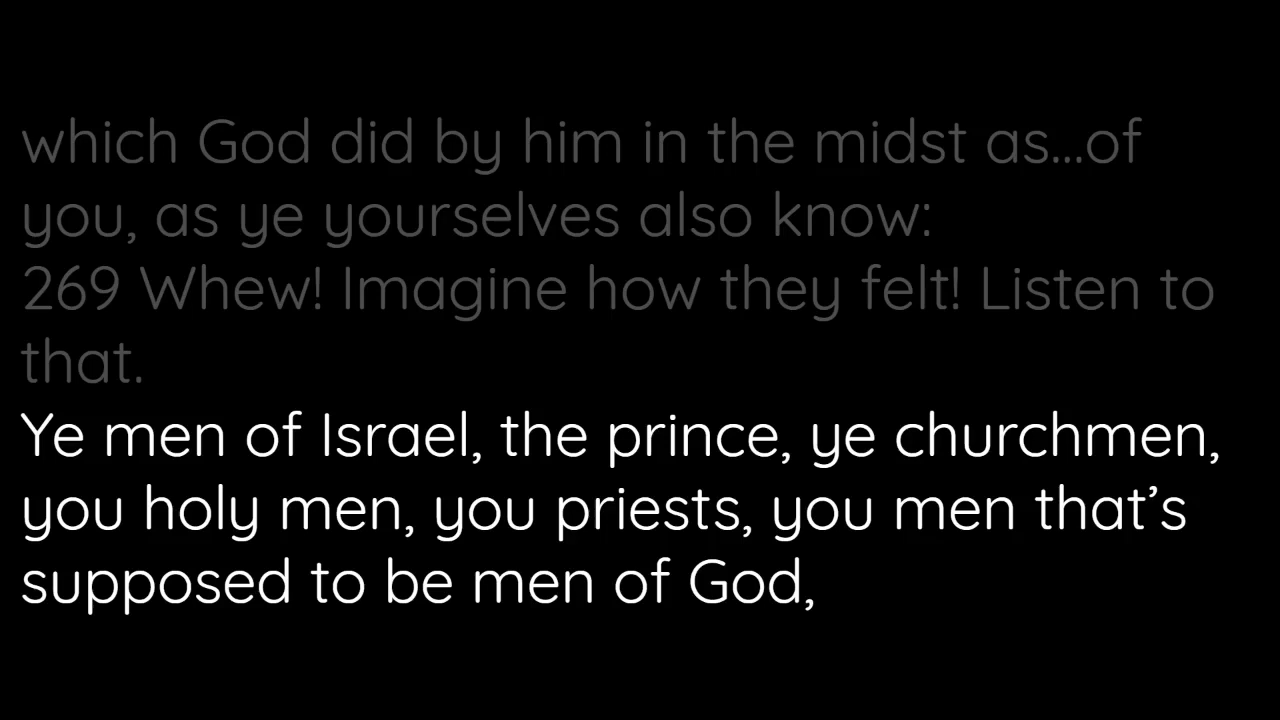 which God did by him in the midst as...of
you, as ye yourselves also know:
269 Whew! Imagine how they felt! Listen to
that.
Ye men of Israel, the prince, ye churchmen,
you holy men, you priests, you men that’s
supposed to be men of God,